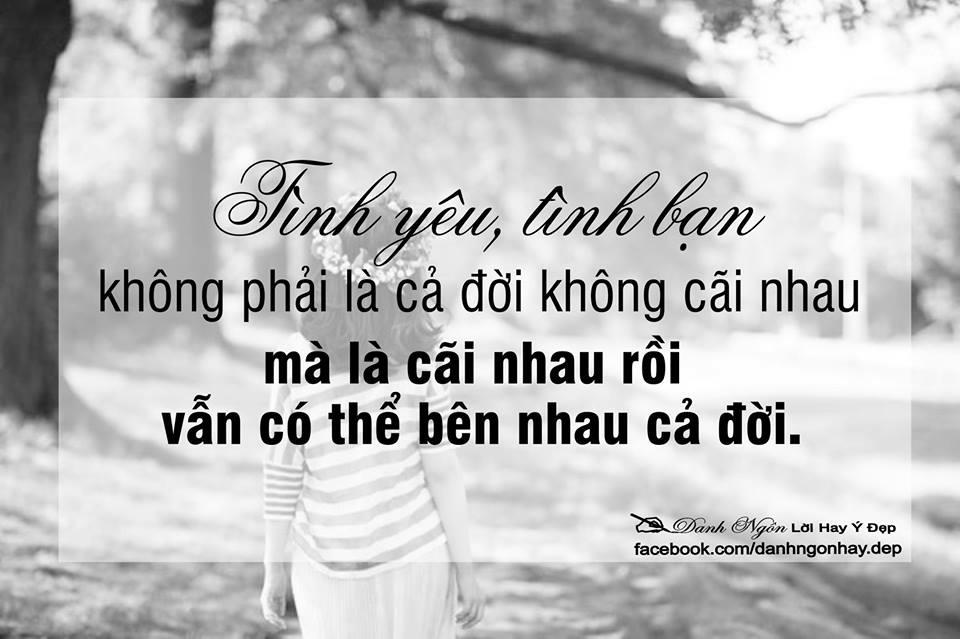 Tình yêu, tình bạn
không phải là cả đời không cãi nhau
mà là cãi nhau rồi
vẫn có thể bên nhau cả đời.
Danh Ngôn Lời Hay Ý Đẹp
facebook.com/danhngonhay.dep